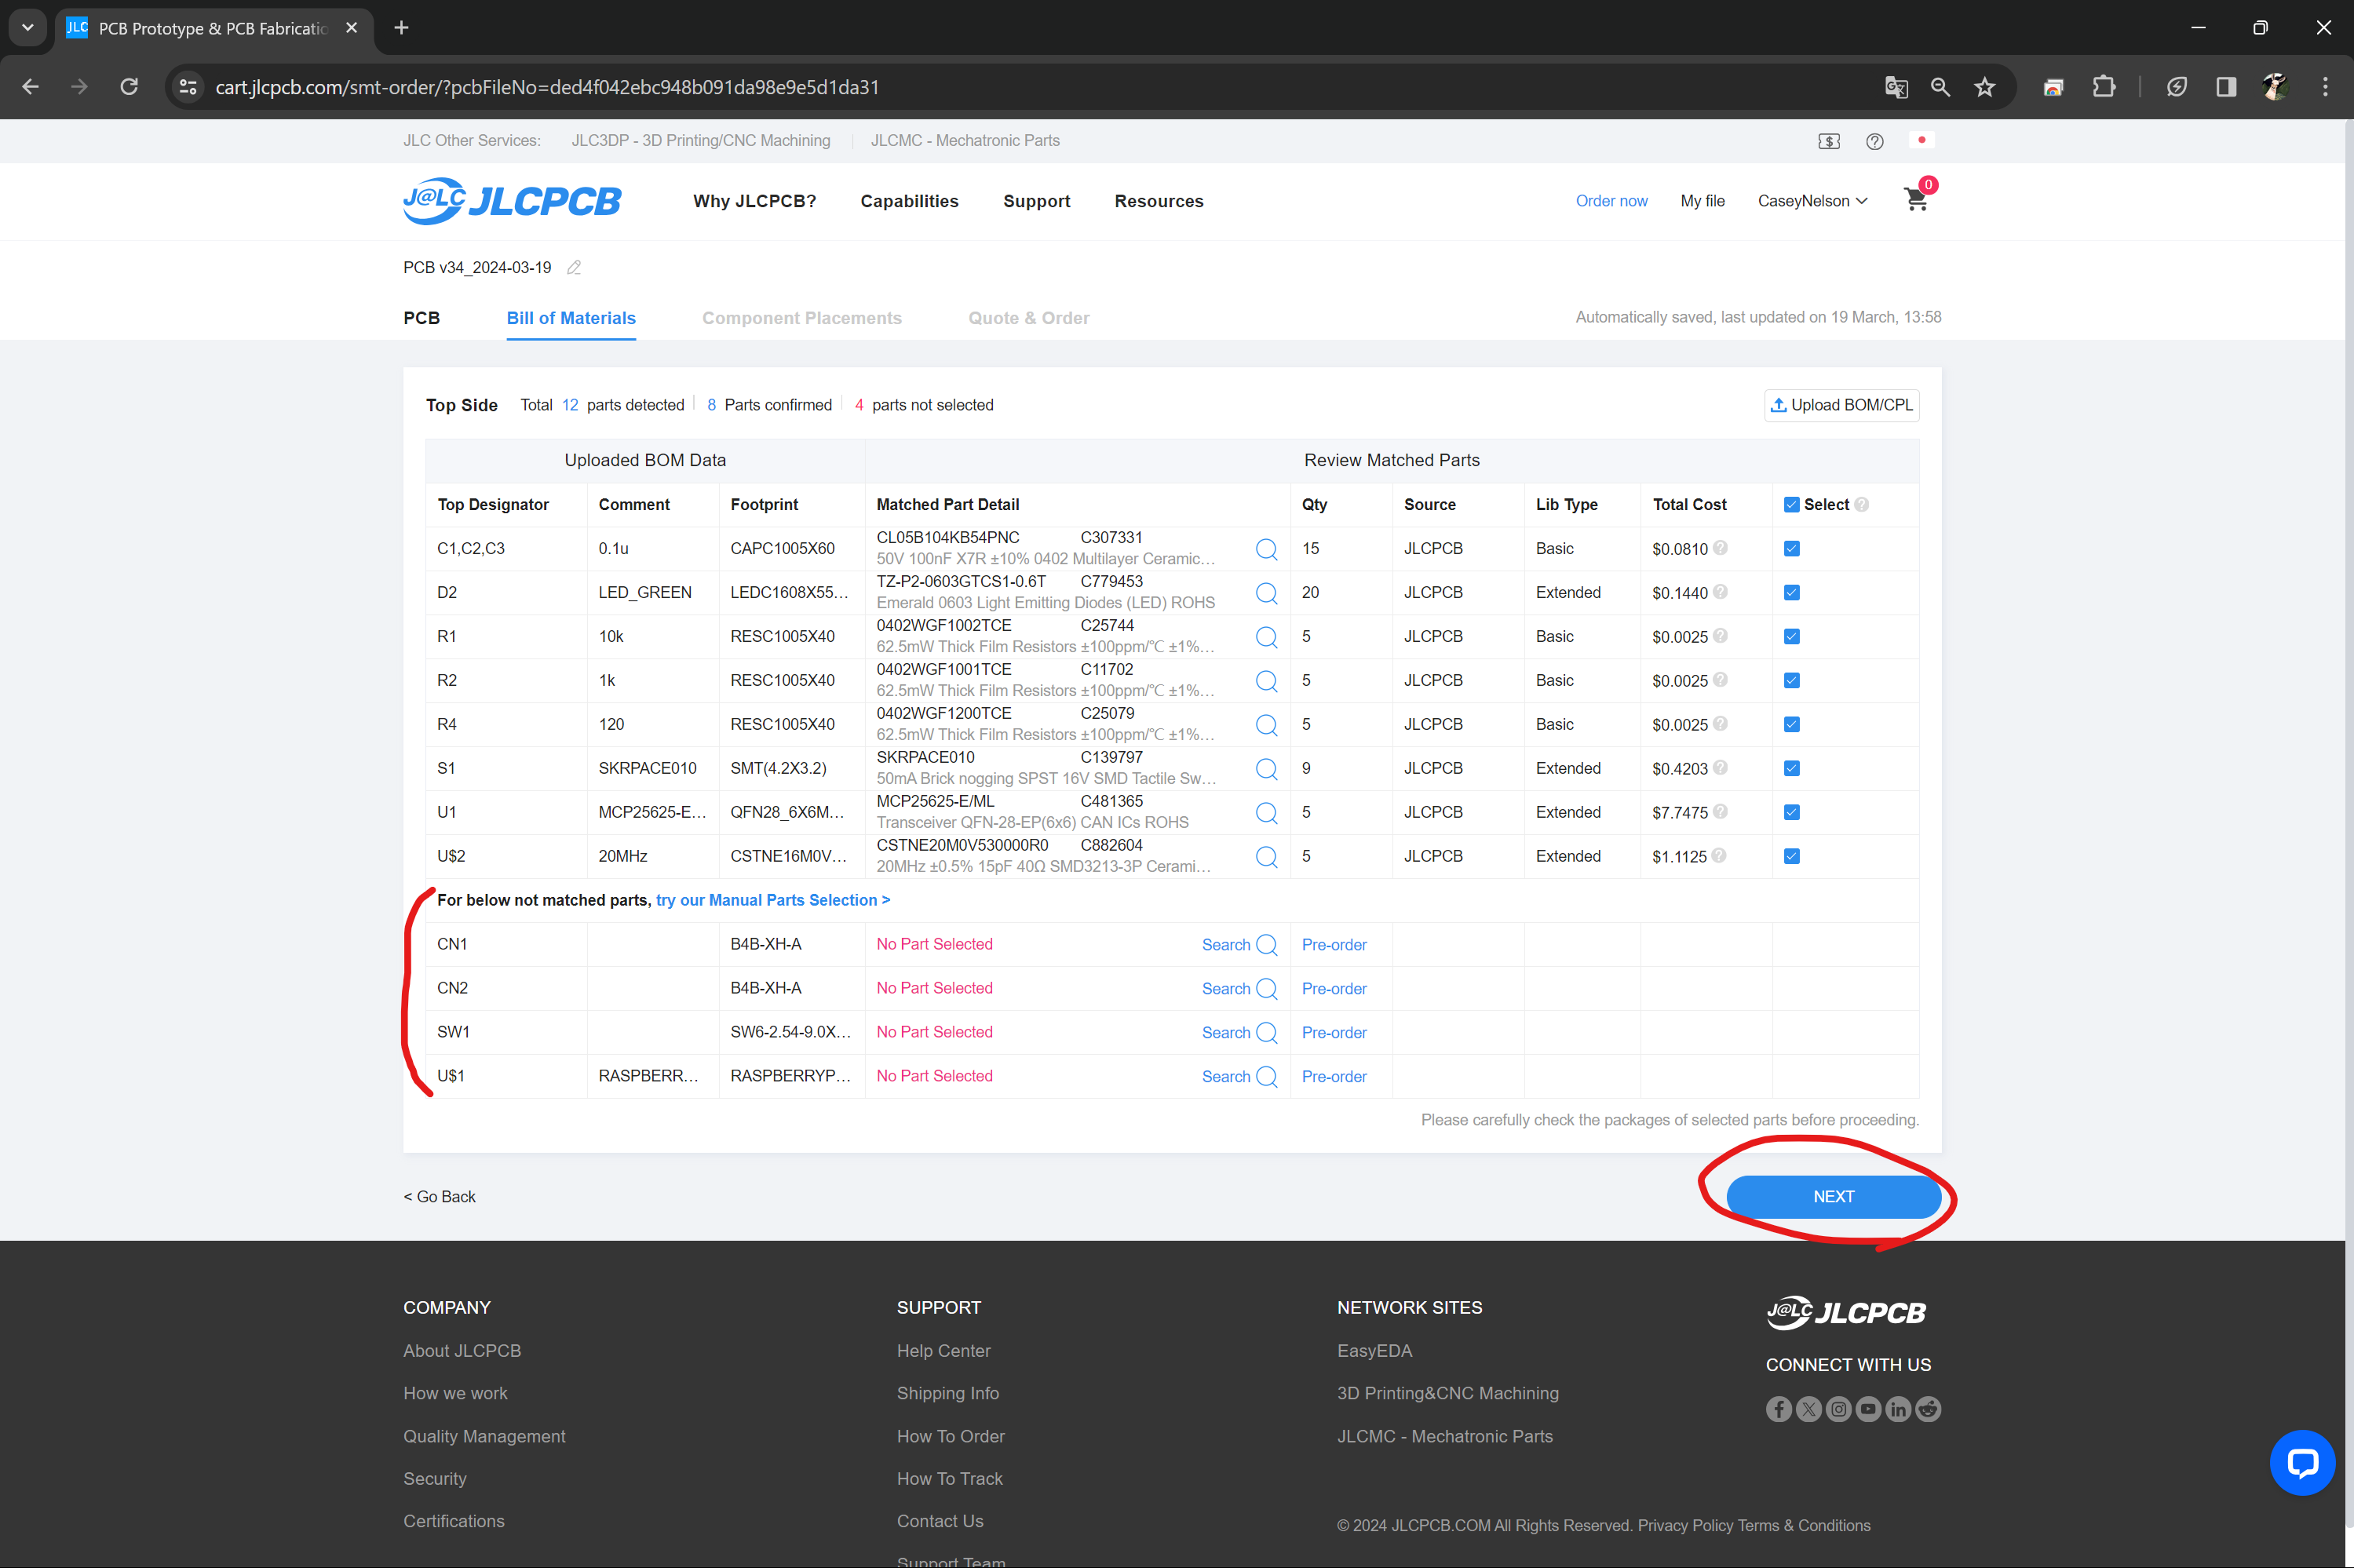 JLC PCB Prototype & PCB Fabricatio
cart.jlcpcb.com/smt-order/?pcbFileNo=ded4f042ebc948b091da98e9e5d1da31
JLC Other Services: JLC3DP - 3D Printing/CNC Machining JLCMC - Mechatronic Parts
J@LC JLCPCB Why JLCPCB? Capabilities Support Resources Order now My file CaseyNelson 0
PCB v34_2024-03-19
PCB Bill of Materials Component Placements Quote & Order Automatically saved, last updated on 19 March, 13:58
Top Side Total 12 parts detected 8 Parts confirmed 4 parts not selected Upload BOM/CPL
Uploaded BOM Data Review Matched Parts
Top Designator Comment Footprint Matched Part Detail Qty Source Lib Type Total Cost Select
C1,C2,C3 0.1u CAPC1005X60 CL05B104KB54PNC C307331 15 JLCPCB Basic $0.0810
50V 100nF X7R ±10% 0402 Multilayer Ceramic...
D2 LED_GREEN LEDC1608X55... TZ-P2-0603GTCS1-0.6T C779453 20 JLCPCB Extended $0.1440
Emerald 0603 Light Emitting Diodes (LED) ROHS
R1 10k RESC1005X40 0402WGF1002TCE C25744 5 JLCPCB Basic $0.0025
62.5mW Thick Film Resistors ±100ppm/℃ ±1%...
R2 1k RESC1005X40 0402WGF1001TCE C11702 5 JLCPCB Basic $0.0025
62.5mW Thick Film Resistors ±100ppm/℃ ±1%...
R4 120 RESC1005X40 0402WGF1200TCE C25079 5 JLCPCB Basic $0.0025
62.5mW Thick Film Resistors ±100ppm/℃ ±1%...
S1 SKRPACE010 SMT(4.2X3.2) SKRPACE010 C139797 9 JLCPCB Extended $0.4203
50mA Brick nogging SPST 16V SMD Tactile Sw...
U1 MCP25625-E... QFN28_6X6M... MCP25625-E/ML C481365 5 JLCPCB Extended $7.7475
Transceiver QFN-28-EP(6x6) CAN ICs ROHS
U$2 20MHz CSTNE16M0V... CSTNE20M0V530000R0 C882604 5 JLCPCB Extended $1.1125
20MHz ±0.5% 15pF 40Ω SMD3213-3P Cerami...
For below not matched parts, try our Manual Parts Selection >
CN1 B4B-XH-A No Part Selected Search Pre-order
CN2 B4B-XH-A No Part Selected Search Pre-order
SW1 SW6-2.54-9.0X... No Part Selected Search Pre-order
U$1 RASPBERR... RASPBERRYP... No Part Selected Search Pre-order
Please carefully check the packages of selected parts before proceeding.
< Go Back NEXT
COMPANY SUPPORT NETWORK SITES J@LC JLCPCB
About JLCPCB Help Center EasyEDA CONNECT WITH US
How we work Shipping Info 3D Printing&CNC Machining
Quality Management How To Order JLCMC - Mechatronic Parts
Security How To Track
Certifications Contact Us © 2024 JLCPCB.COM All Rights Reserved. Privacy Policy Terms & Conditions
Support Team